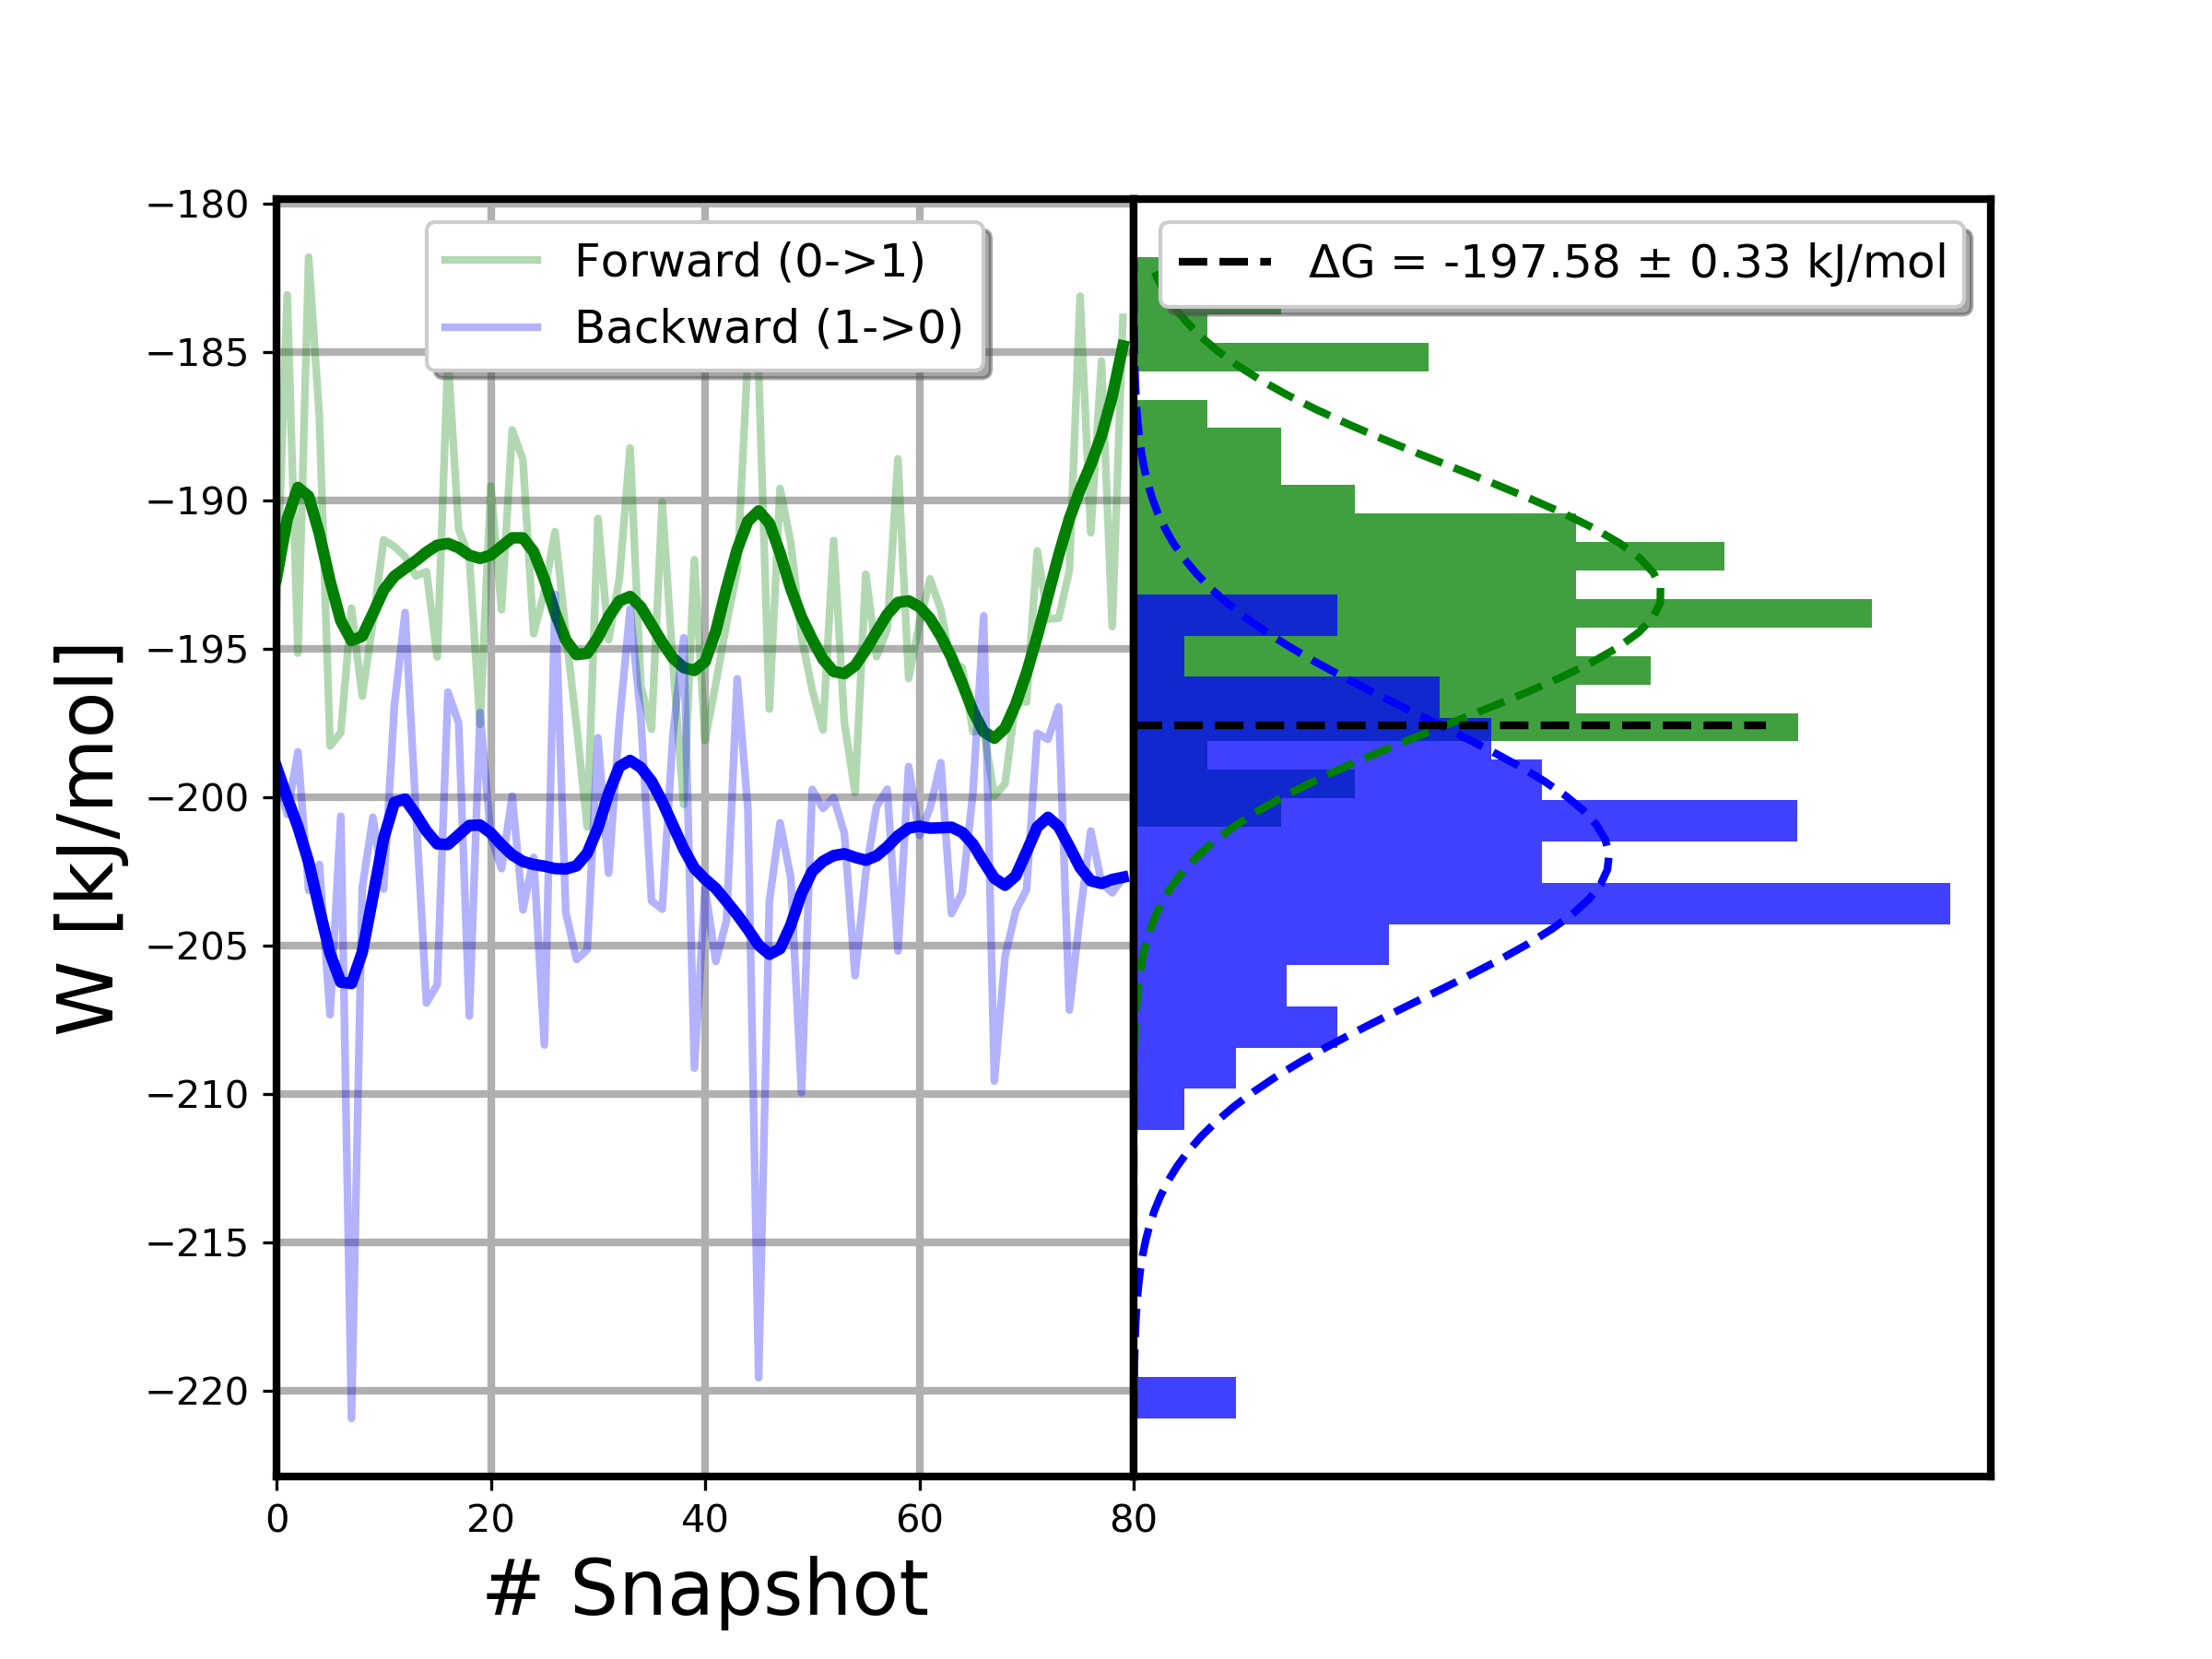 Forward (0->1)
Backward (1->0)
ΔG = -197.58 ± 0.33 kJ/mol
W [kJ/mol]
−180
−185
−190
−195
−200
−205
−210
−215
−220
0 20 40 60 80
# Snapshot